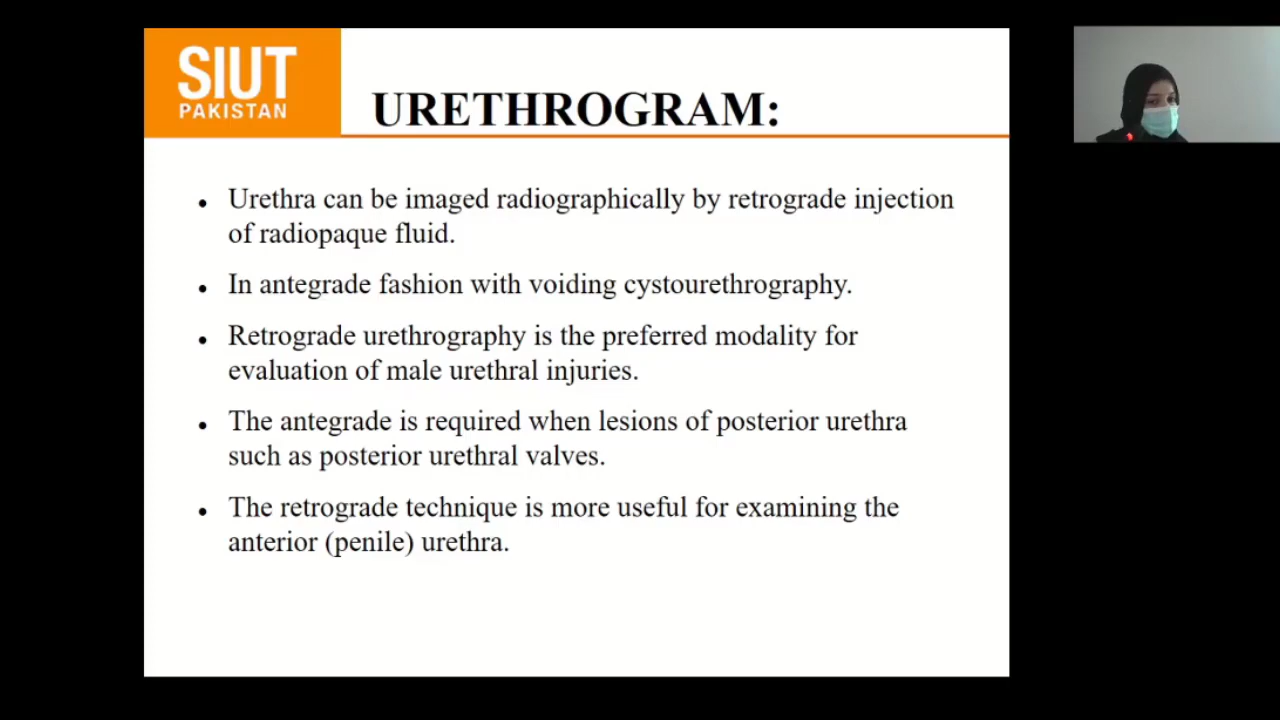 SIUT
PAKISTAN
URETHROGRAM:
• Urethra can be imaged radiographically by retrograde injection
of radiopaque fluid.
• In antegrade fashion with voiding cystourethrography.
• Retrograde urethrography is the preferred modality for
evaluation of male urethral injuries.
• The antegrade is required when lesions of posterior urethra
such as posterior urethral valves.
• The retrograde technique is more useful for examining the
anterior (penile) urethra.